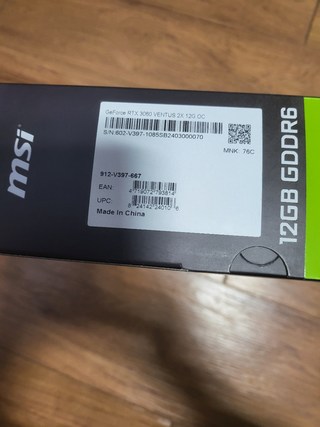 msi
GeForce RTX 3060 VENTUS 2X 12G OC
S/N:602-V397-1085SB2403000070
MNK: 76C
912-V397-667
EAN:
UPC:
Made In China
12GB GDDR6